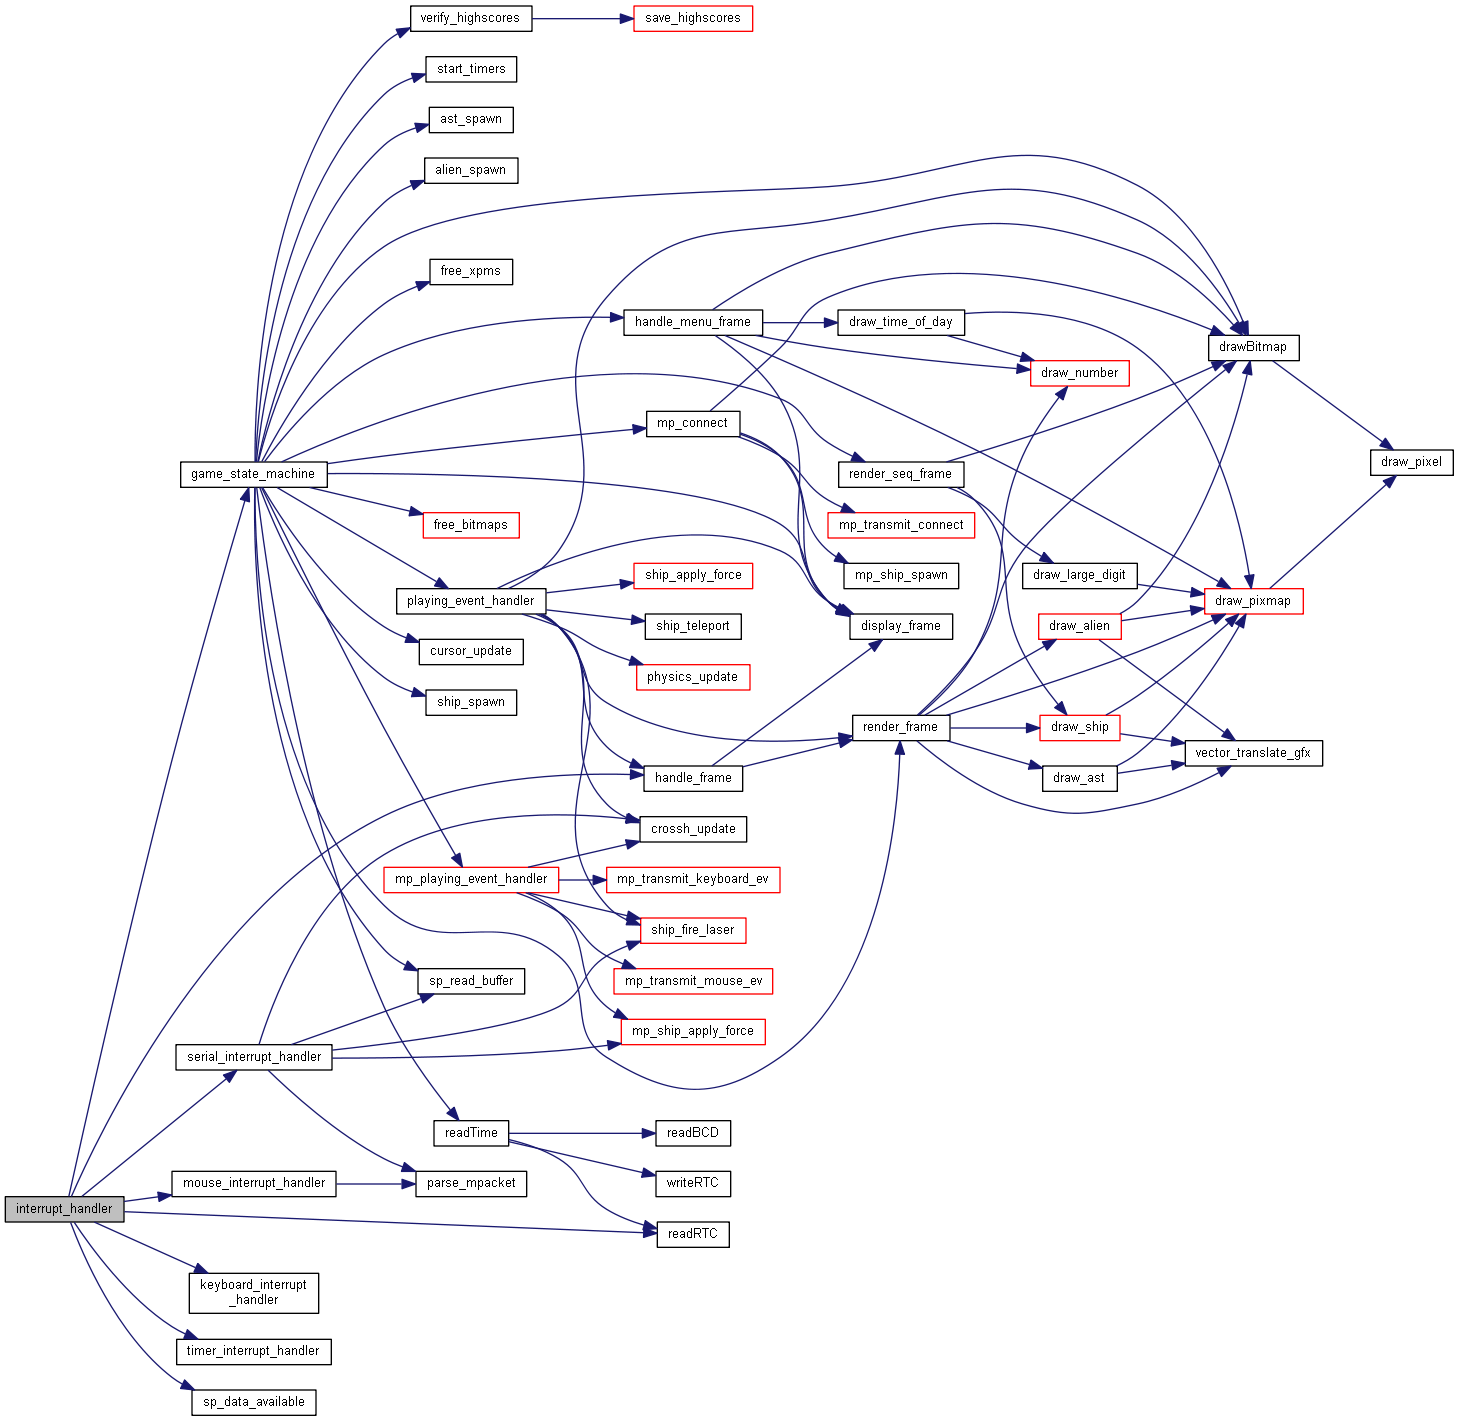 verify_highscores
save_highscores
start_timers
ast_spawn
alien_spawn
free_xpms
handle_menu_frame
draw_time_of_day
drawBitmap
draw_number
mp_connect
draw_pixel
game_state_machine
render_seq_frame
free_bitmaps
mp_transmit_connect
ship_apply_force
mp_ship_spawn
draw_large_digit
playing_event_handler
draw_pixmap
ship_teleport
display_frame
draw_alien
cursor_update
physics_update
ship_spawn
render_frame
draw_ship
vector_translate_gfx
handle_frame
draw_ast
crossh_update
mp_playing_event_handler
mp_transmit_keyboard_ev
ship_fire_laser
sp_read_buffer
mp_transmit_mouse_ev
mp_ship_apply_force
serial_interrupt_handler
readTime
readBCD
mouse_interrupt_handler
parse_mpacket
writeRTC
interrupt_handler
readRTC
keyboard_interrupt
_handler
timer_interrupt_handler
sp_data_available